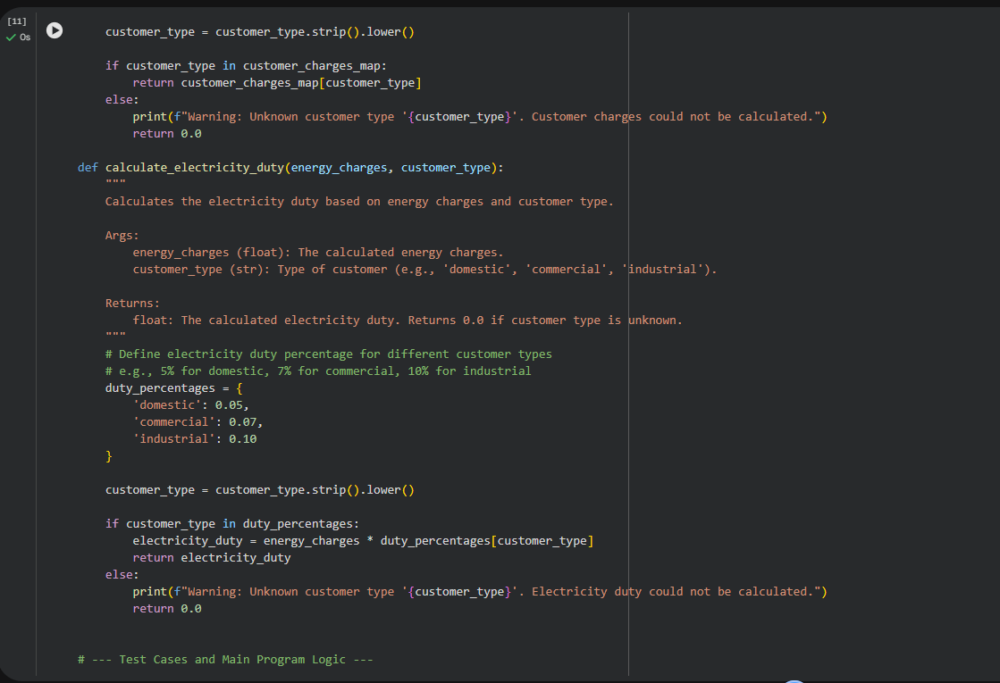 [11]
0s
customer_type = customer_type.strip().lower()
if customer_type in customer_charges_map:
return customer_charges_map[customer_type]
else:
print(f"Warning: Unknown customer type '{customer_type}'. Customer charges could not be calculated.")
return 0.0
def calculate_electricity_duty(energy_charges, customer_type):
"""
Calculates the electricity duty based on energy charges and customer type.
Args:
energy_charges (float): The calculated energy charges.
customer_type (str): Type of customer (e.g., 'domestic', 'commercial', 'industrial').
Returns:
float: The calculated electricity duty. Returns 0.0 if customer type is unknown.
"""
# Define electricity duty percentage for different customer types
# e.g., 5% for domestic, 7% for commercial, 10% for industrial
duty_percentages = {
'domestic': 0.05,
'commercial': 0.07,
'industrial': 0.10
}
customer_type = customer_type.strip().lower()
if customer_type in duty_percentages:
electricity_duty = energy_charges * duty_percentages[customer_type]
return electricity_duty
else:
print(f"Warning: Unknown customer type '{customer_type}'. Electricity duty could not be calculated.")
return 0.0
# --- Test Cases and Main Program Logic ---